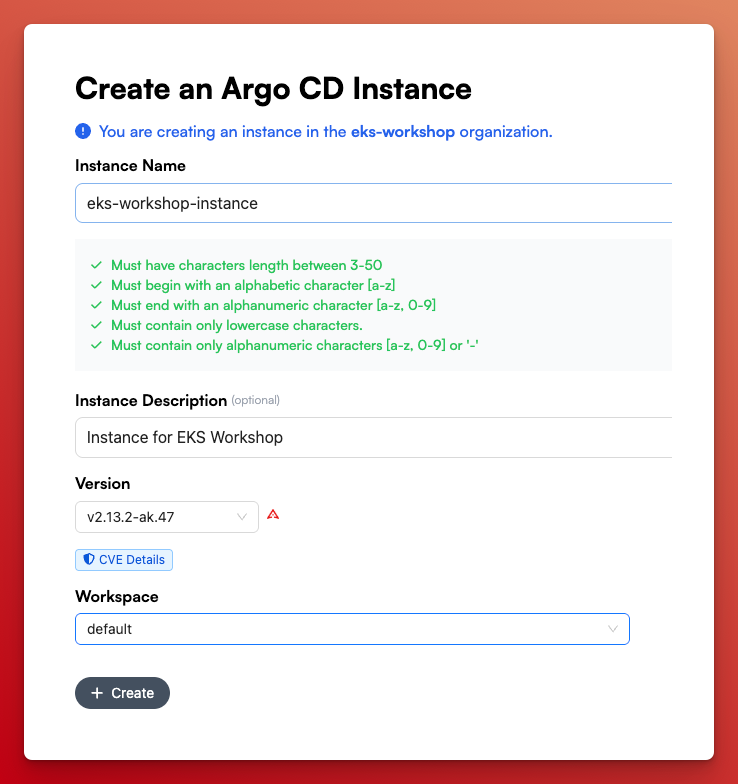 Create an Argo CD Instance
You are creating an instance in the eks-workshop organization.
Instance Name
eks-workshop-instance
Must have characters length between 3-50
Must begin with an alphabetic character [a-z]
Must end with an alphanumeric character [a-z, 0-9]
Must contain only lowercase characters.
Must contain only alphanumeric characters [a-z, 0-9] or '-'
Instance Description (optional)
Instance for EKS Workshop
Version
v2.13.2-ak.47
CVE Details
Workspace
default
+ Create